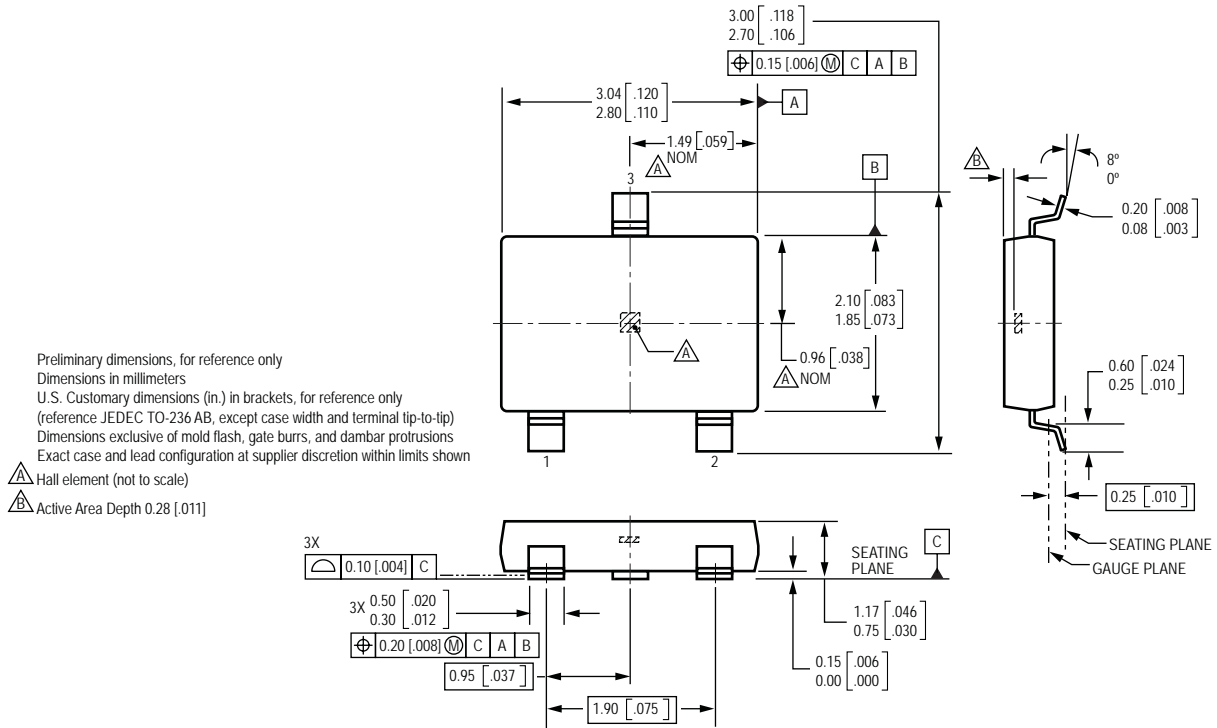 3.00 [ .118 ]
2.70 [ .106 ]
⌖ 0.15 [.006] Ⓜ C A B
3.04 [ .120 ]
2.80 [ .110 ]
A
1.49 [ .059 ]
A NOM
3
B
B
8º
0º
0.20 [ .008 ]
0.08 [ .003 ]
2.10 [ .083 ]
1.85 [ .073 ]
A
0.96 [ .038 ]
A NOM
0.60 [ .024 ]
0.25 [ .010 ]
1
2
0.25 [ .010 ]
SEATING PLANE
GAUGE PLANE
Preliminary dimensions, for reference only
Dimensions in millimeters
U.S. Customary dimensions (in.) in brackets, for reference only
(reference JEDEC TO-236 AB, except case width and terminal tip-to-tip)
Dimensions exclusive of mold flash, gate burrs, and dambar protrusions
Exact case and lead configuration at supplier discretion within limits shown
A Hall element (not to scale)
B Active Area Depth 0.28 [.011]
3X
⌓ 0.10 [.004] C
C
SEATING
PLANE
3X 0.50 [ .020 ]
0.30 [ .012 ]
⌖ 0.20 [.008] Ⓜ C A B
1.17 [ .046 ]
0.75 [ .030 ]
0.95 [ .037 ]
0.15 [ .006 ]
0.00 [ .000 ]
1.90 [ .075 ]